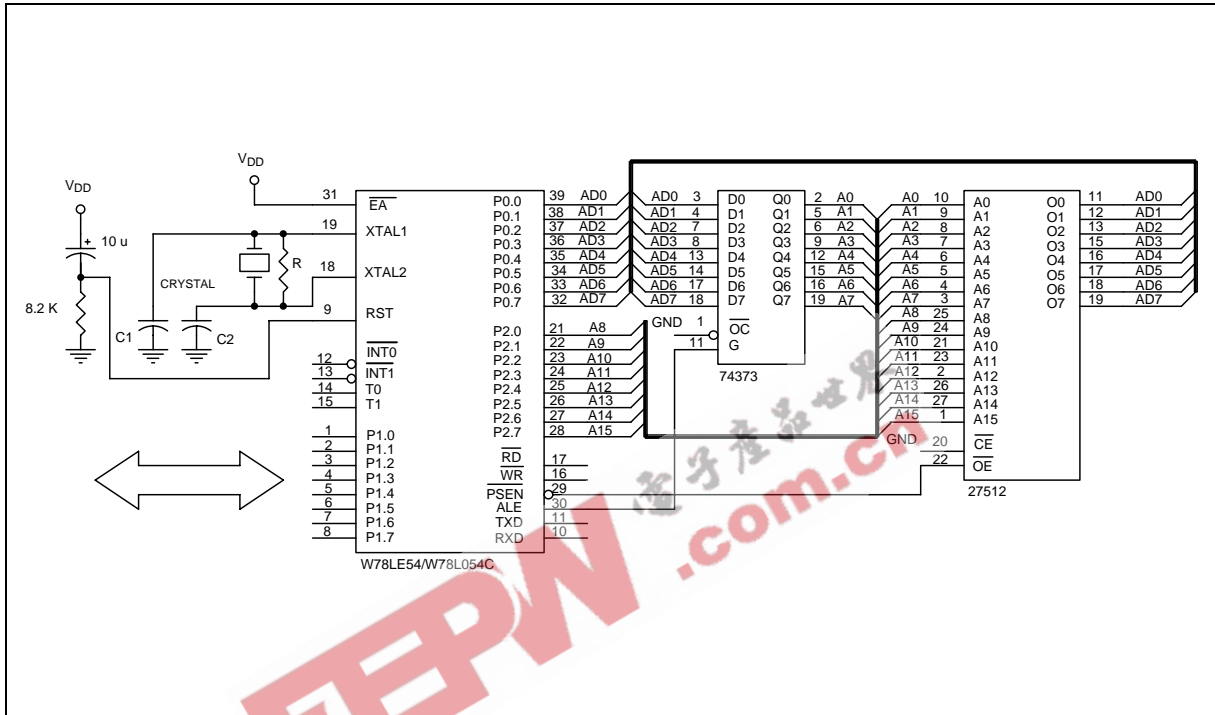 VDD
10 u
8.2 K
VDD
CRYSTAL
R
C1
C2
31 EA
19 XTAL1
18 XTAL2
9 RST
12 INT0
13 INT1
14 T0
15 T1
1 P1.0
2 P1.1
3 P1.2
4 P1.3
5 P1.4
6 P1.5
7 P1.6
8 P1.7
P0.0 39 AD0
P0.1 38 AD1
P0.2 37 AD2
P0.3 36 AD3
P0.4 35 AD4
P0.5 34 AD5
P0.6 33 AD6
P0.7 32 AD7
P2.0 21 A8
P2.1 22 A9
P2.2 23 A10
P2.3 24 A11
P2.4 25 A12
P2.5 26 A13
P2.6 27 A14
P2.7 28 A15
RD 17
WR 16
PSEN 29
ALE 30
TXD 11
RXD 10
W78LE54/W78L054C
AD0 3 D0 Q0 2 A0
AD1 4 D1 Q1 5 A1
AD2 7 D2 Q2 6 A2
AD3 8 D3 Q3 9 A3
AD4 13 D4 Q4 12 A4
AD5 14 D5 Q5 15 A5
AD6 17 D6 Q6 16 A6
AD7 18 D7 Q7 19 A7
GND 1 OC
11 G
74373
A0 10 A0 O0 11 AD0
A1 9 A1 O1 12 AD1
A2 8 A2 O2 13 AD2
A3 7 A3 O3 15 AD3
A4 6 A4 O4 16 AD4
A5 5 A5 O5 17 AD5
A6 4 A6 O6 18 AD6
A7 3 A7 O7 19 AD7
A8 25 A8
A9 24 A9
A10 21 A10
A11 23 A11
A12 2 A12
A13 26 A13
A14 27 A14
A15 1 A15
GND 20 CE
22 OE
27512
電子產品世界
EEPW .com.cn